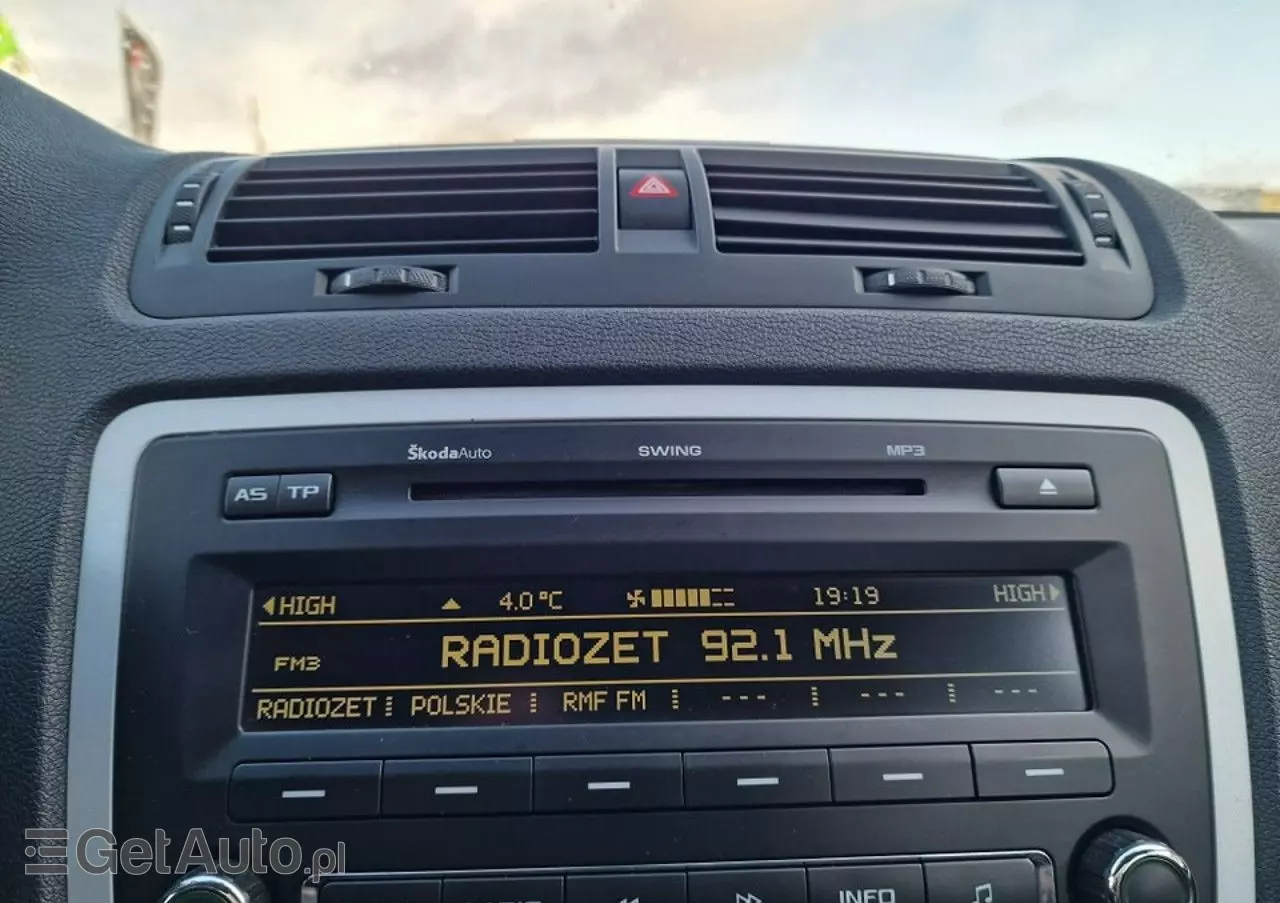 ŠkodaAuto SWING MP3
AS TP
HIGH 4.0 °C 19:19 HIGH
RADIOZET 92.1 MHz
FM3
RADIOZET POLSKIE RMF FM --- --- ---
GetAuto.pl
INFO